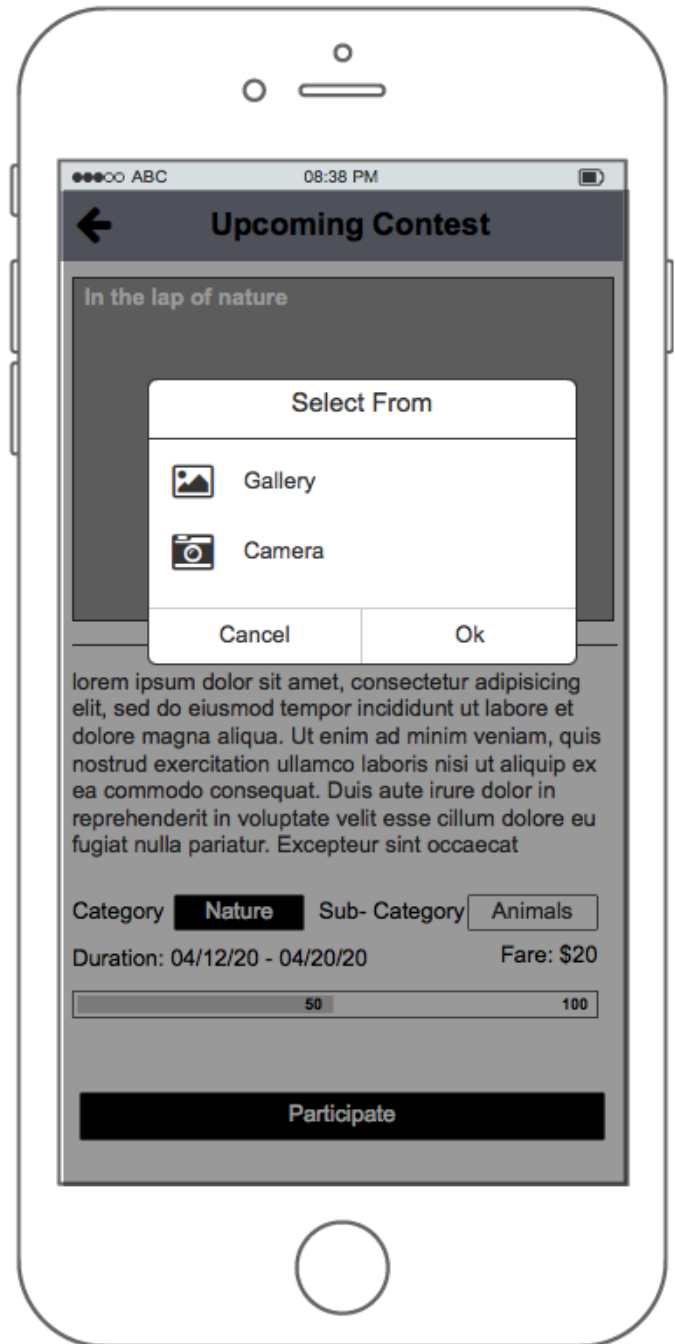 ABC 08:38 PM
Upcoming Contest
In the lap of nature
Select From
Gallery
Camera
Cancel Ok
lorem ipsum dolor sit amet, consectetur adipisicing
elit, sed do eiusmod tempor incididunt ut labore et
dolore magna aliqua. Ut enim ad minim veniam, quis
nostrud exercitation ullamco laboris nisi ut aliquip ex
ea commodo consequat. Duis aute irure dolor in
reprehenderit in voluptate velit esse cillum dolore eu
fugiat nulla pariatur. Excepteur sint occaecat
Category Nature Sub- Category Animals
Duration: 04/12/20 - 04/20/20 Fare: $20
50 100
Participate